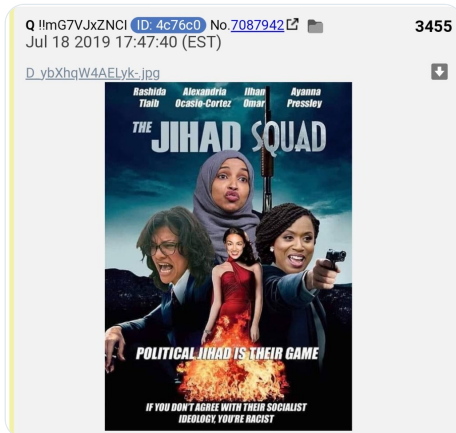 Q !!mG7VJxZNCI ID: 4c76c0 No.7087942 3455
Jul 18 2019 17:47:40 (EST)
D_ybXhqW4AELyk-.jpg
Rashida Alexandria Ilhan Ayanna
Tlaib Ocasio-Cortez Omar Pressley
THE JIHAD SQUAD
POLITICAL JIHAD IS THEIR GAME
IF YOU DON'T AGREE WITH THEIR SOCIALIST
IDEOLOGY, YOU'RE RACIST